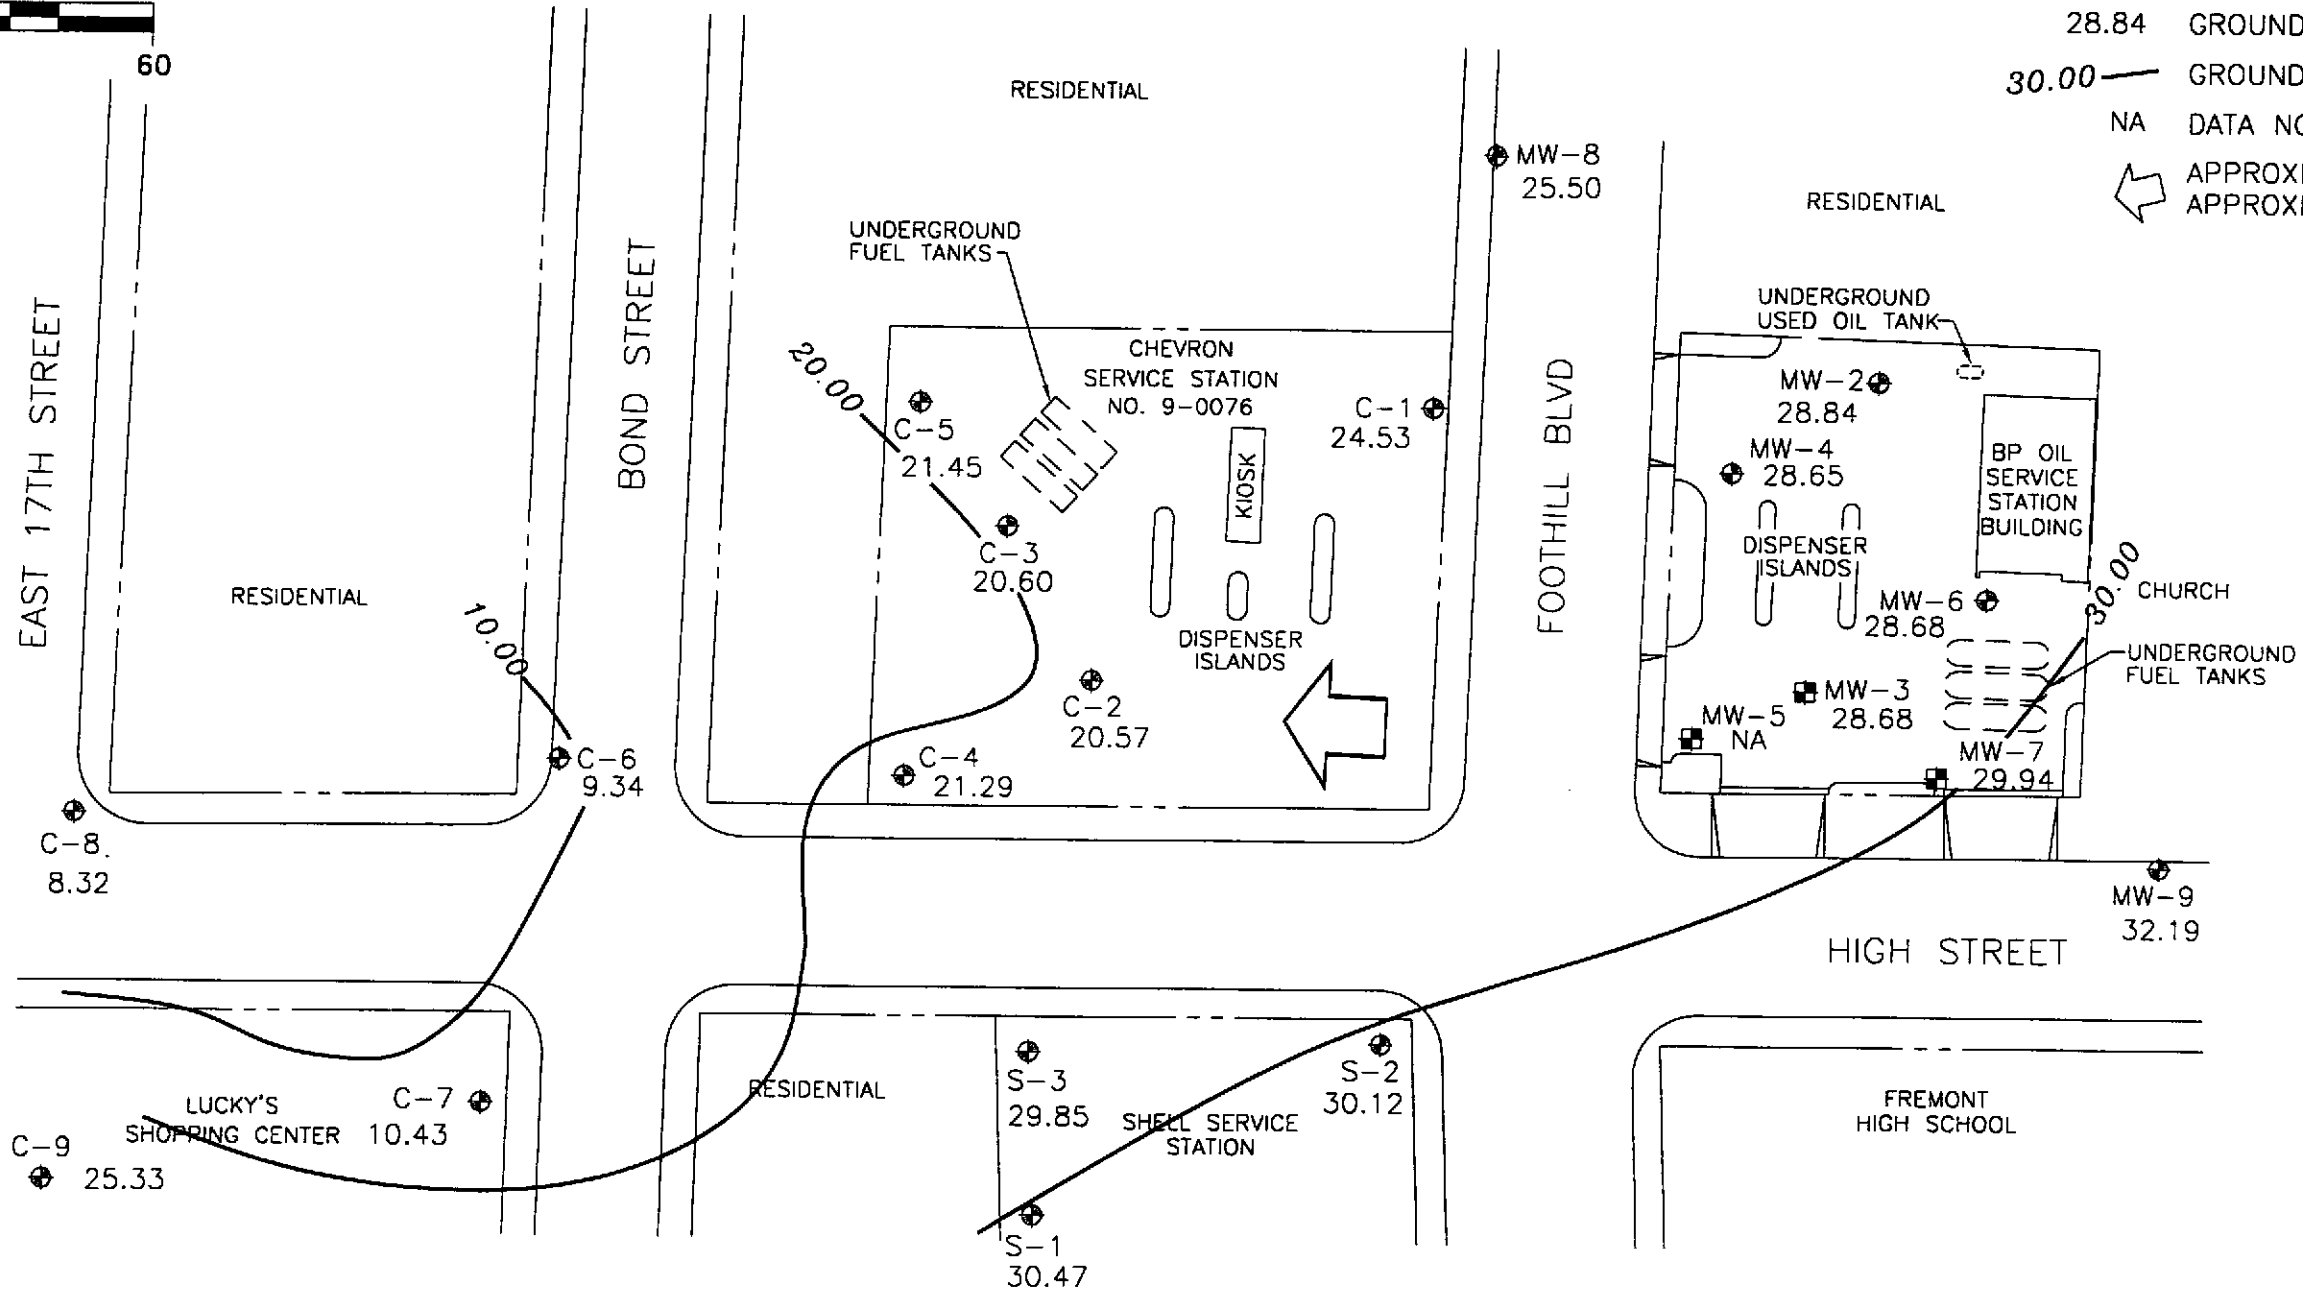 60
28.84 GROUND
30.00 GROUND
NA DATA
APPROXI
APPROXI
RESIDENTIAL
MW-8
25.50
RESIDENTIAL
UNDERGROUND
FUEL TANKS
UNDERGROUND
USED OIL TANK
EAST 17TH STREET
BOND STREET
20.00
CHEVRON
SERVICE STATION
NO. 9-0076
C-5
21.45
C-1
24.53
KIOSK
FOOTHILL BLVD
MW-2
28.84
MW-4
28.65
BP OIL
SERVICE
STATION
BUILDING
C-3
20.60
DISPENSER
ISLANDS
30.00
CHURCH
RESIDENTIAL
10.00
MW-6
28.68
DISPENSER
ISLANDS
UNDERGROUND
FUEL TANKS
C-2
20.57
MW-3
28.68
MW-5
NA
MW-7
29.94
C-6
9.34
C-4
21.29
C-8.
8.32
MW-9
32.19
HIGH STREET
S-3
29.85
S-2
30.12
RESIDENTIAL
SHELL SERVICE
STATION
FREMONT
HIGH SCHOOL
LUCKY'S
SHOPPING CENTER
C-7
10.43
C-9
25.33
S-1
30.47